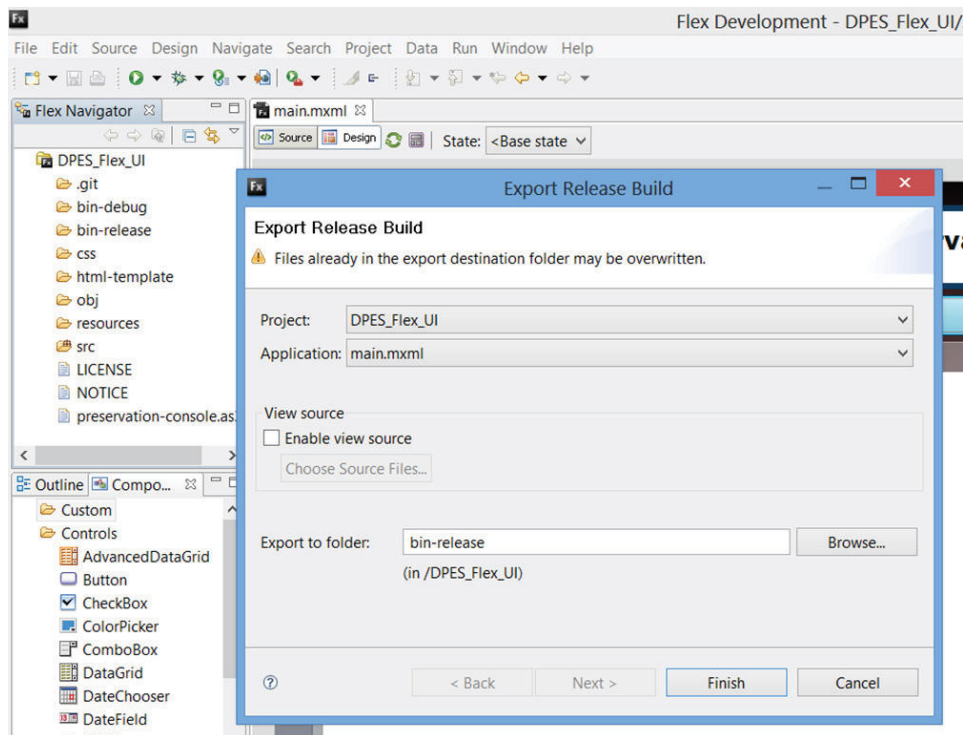 Fx
Flex Development - DPES_Flex_UI/
File Edit Source Design Navigate Search Project Data Run Window Help
Flex Navigator
main.mxml
Source Design State: <Base state
DPES_Flex_UI
.git
bin-debug
bin-release
css
html-template
obj
resources
src
LICENSE
NOTICE
preservation-console.as
Outline Compo...
Custom
Controls
AdvancedDataGrid
Button
CheckBox
ColorPicker
ComboBox
DataGrid
DateChooser
DateField
Fx Export Release Build
Export Release Build
Files already in the export destination folder may be overwritten.
Project: DPES_Flex_UI
Application: main.mxml
View source
Enable view source
Choose Source Files...
Export to folder: bin-release Browse...
(in /DPES_Flex_UI)
< Back Next > Finish Cancel